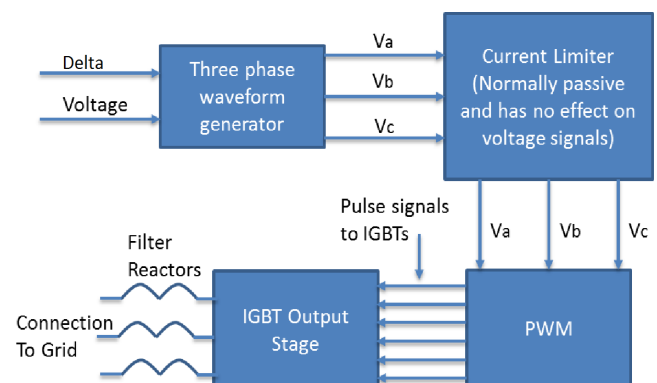 Delta
Voltage
Three phase
waveform
generator
Va
Vb
Vc
Current Limiter
(Normally passive
and has no effect on
voltage signals)
Pulse signals
to IGBTs
Va
Vb
Vc
Filter
Reactors
Connection
To Grid
IGBT Output
Stage
PWM